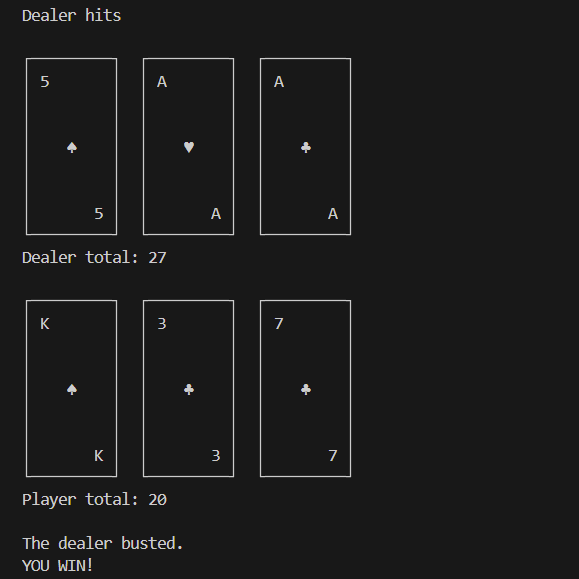 Dealer hits
5 A A
♠ ♥ ♣
5 A A
Dealer total: 27
K 3 7
♠ ♣ ♣
K 3 7
Player total: 20
The dealer busted.
YOU WIN!